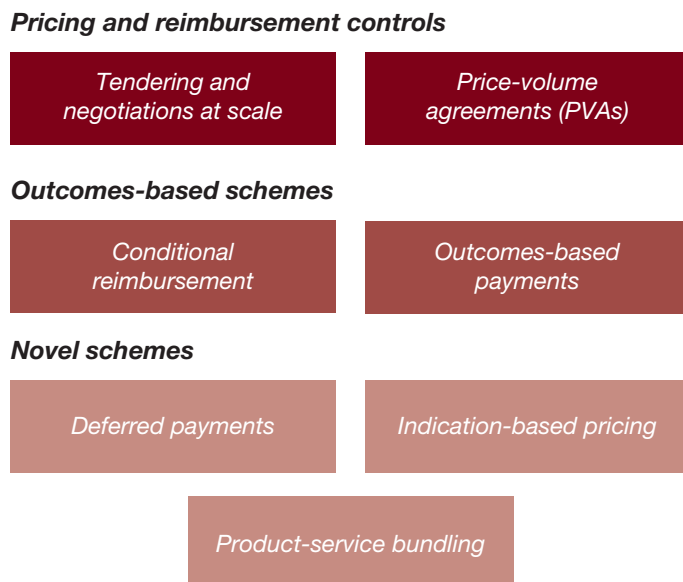 Pricing and reimbursement controls
Tendering and
negotiations at scale
Price-volume
agreements (PVAs)
Outcomes-based schemes
Conditional
reimbursement
Outcomes-based
payments
Novel schemes
Deferred payments
Indication-based pricing
Product-service bundling